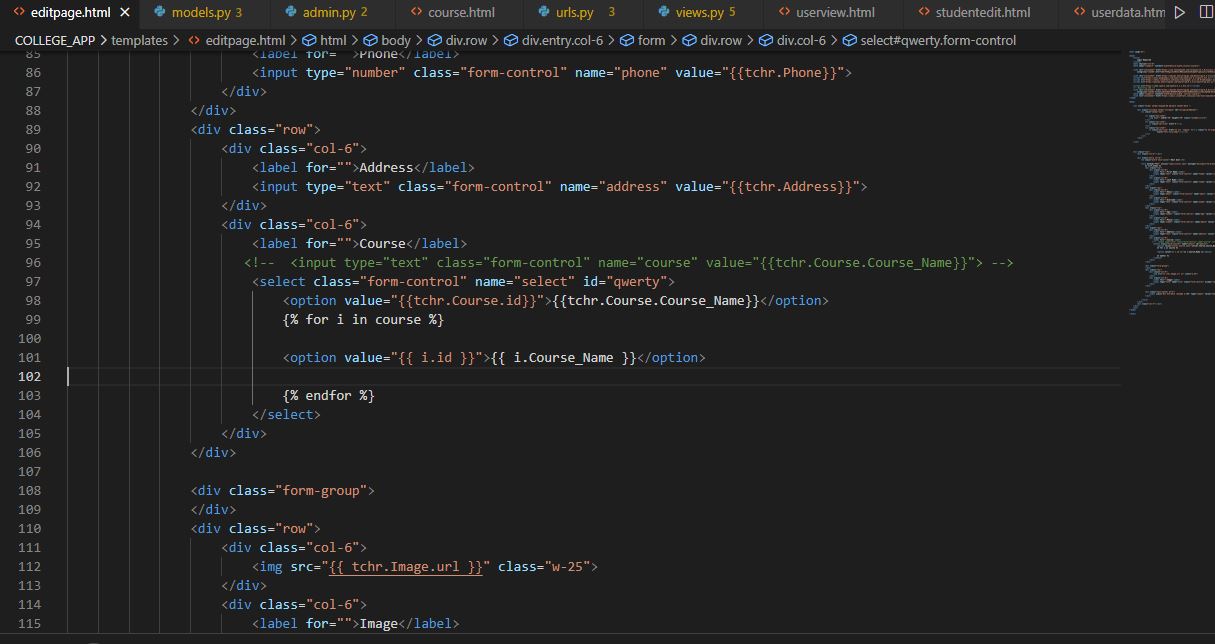 editpage.html models.py 3 admin.py 2 course.html urls.py 3 views.py 5 userview.html studentedit.html userdata.htm
COLLEGE_APP > templates > editpage.html > html > body > div.row > div.entry.col-6 > form > div.row > div.col-6 > select#qwerty.form-control
85 <label for="">Phone</label>
86 <input type="number" class="form-control" name="phone" value="{{tchr.Phone}}">
87 </div>
88 </div>
89 <div class="row">
90 <div class="col-6">
91 <label for="">Address</label>
92 <input type="text" class="form-control" name="address" value="{{tchr.Address}}">
93 </div>
94 <div class="col-6">
95 <label for="">Course</label>
96 <!-- <input type="text" class="form-control" name="course" value="{{tchr.Course.Course_Name}}"> -->
97 <select class="form-control" name="select" id="qwerty">
98 <option value="{{tchr.Course.id}}">{{tchr.Course.Course_Name}}</option>
99 {% for i in course %}
100
101 <option value="{{ i.id }}">{{ i.Course_Name }}</option>
102
103 {% endfor %}
104 </select>
105 </div>
106 </div>
107
108 <div class="form-group">
109 </div>
110 <div class="row">
111 <div class="col-6">
112 <img src="{{ tchr.Image.url }}" class="w-25">
113 </div>
114 <div class="col-6">
115 <label for="">Image</label>